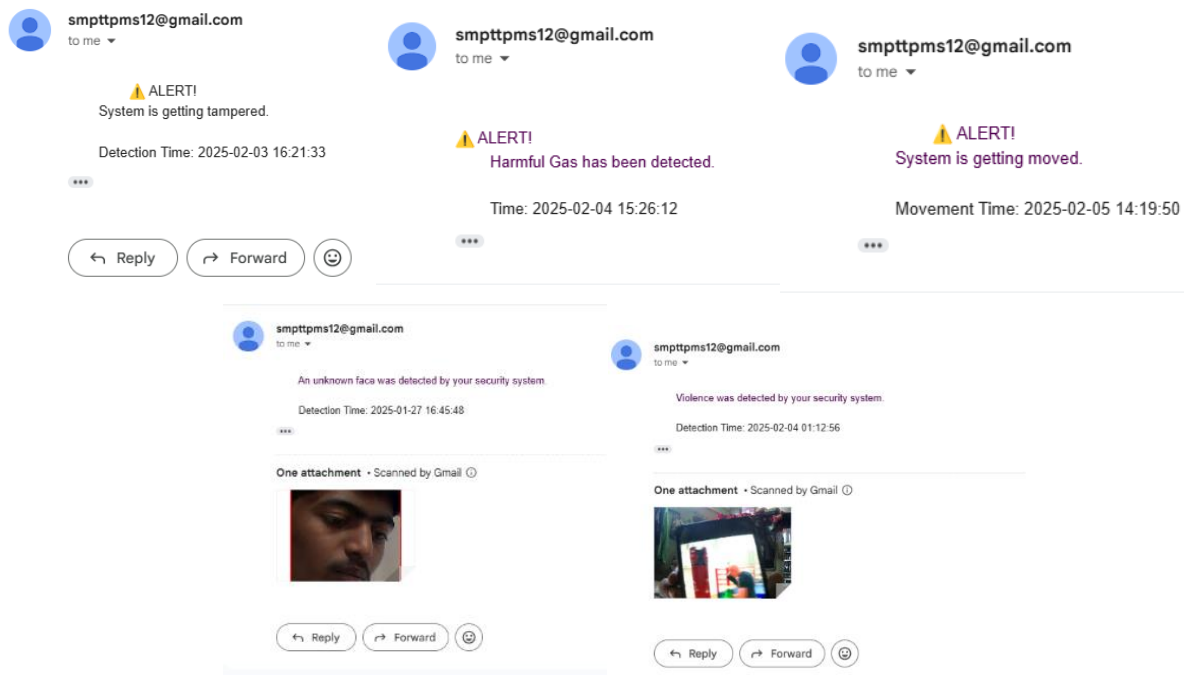 smpttpms12@gmail.com
to me
⚠️ ALERT!
System is getting tampered.
Detection Time: 2025-02-03 16:21:33
Reply
Forward
smpttpms12@gmail.com
to me
⚠️ ALERT!
Harmful Gas has been detected.
Time: 2025-02-04 15:26:12
smpttpms12@gmail.com
to me
⚠️ ALERT!
System is getting moved.
Movement Time: 2025-02-05 14:19:50
smpttpms12@gmail.com
to me
An unknown face was detected by your security system.
Detection Time: 2025-01-27 16:45:48
One attachment • Scanned by Gmail
Reply
Forward
smpttpms12@gmail.com
to me
Violence was detected by your security system.
Detection Time: 2025-02-04 01:12:56
One attachment • Scanned by Gmail
Reply
Forward